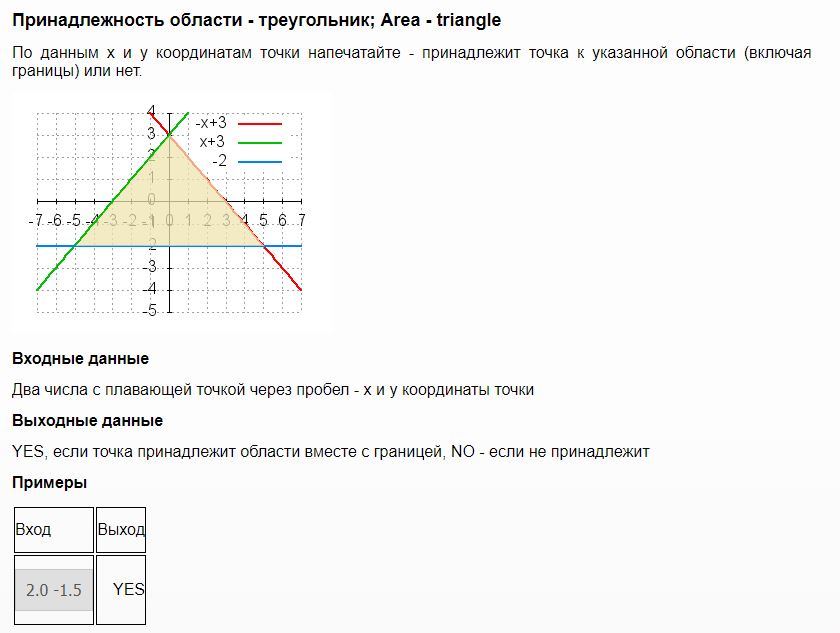 Принадлежность области - треугольник; Area - triangle
По данным x и y координатам точки напечатайте - принадлежит точка к указанной области (включая
границы) или нет.
4
-x+3
3
x+3
2
-2
1
0
-7 -6 -5 -4 -3 -2 -1 0 1 2 3 4 5 6 7
-1
-2
-3
-4
-5
Входные данные
Два числа с плавающей точкой через пробел - x и y координаты точки
Выходные данные
YES, если точка принадлежит области вместе с границей, NO - если не принадлежит
Примеры
Вход Выход
2.0 -1.5 YES